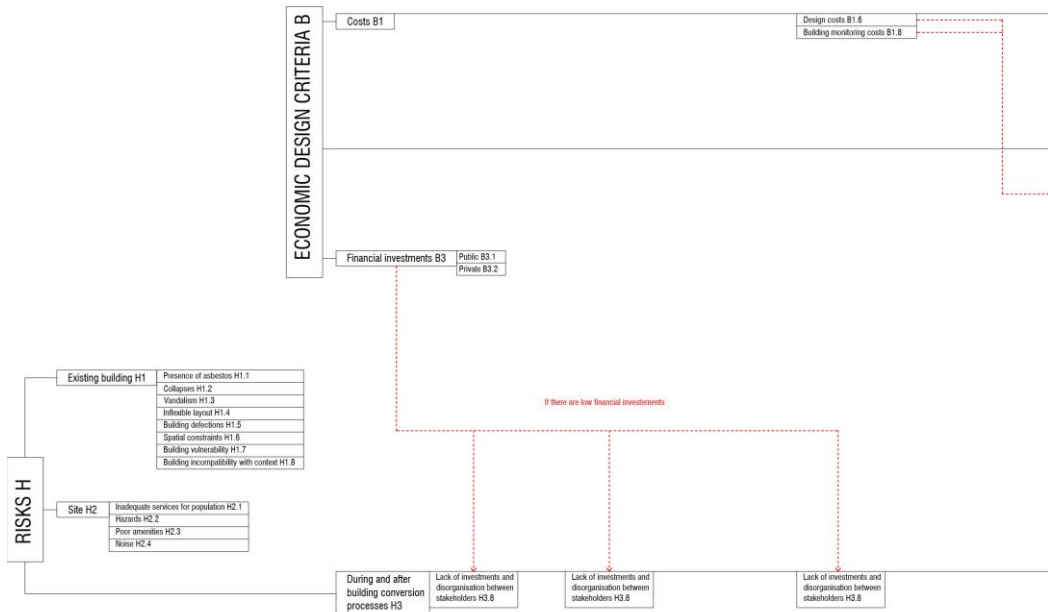 ECONOMIC DESIGN CRITERIA B
Costs B1
Design costs B1.6
Building monitoring costs B1.8
Financial investments B3
Public B3.1
Private B3.2
If there are low financial investements
RISKS H
Existing building H1
Presence of asbestos H1.1
Collapses H1.2
Vandalism H1.3
Inflexible layout H1.4
Building defections H1.5
Spatial constraints H1.6
Building vulnerability H1.7
Building incompatibility with context H1.8
Site H2
Inadequate services for population H2.1
Hazards H2.2
Poor amenities H2.3
Noise H2.4
During and after
building conversion
processes H3
Lack of investments and
disorganisation between
stakeholders H3.8
Lack of investments and
disorganisation between
stakeholders H3.8
Lack of investments and
disorganisation between
stakeholders H3.8